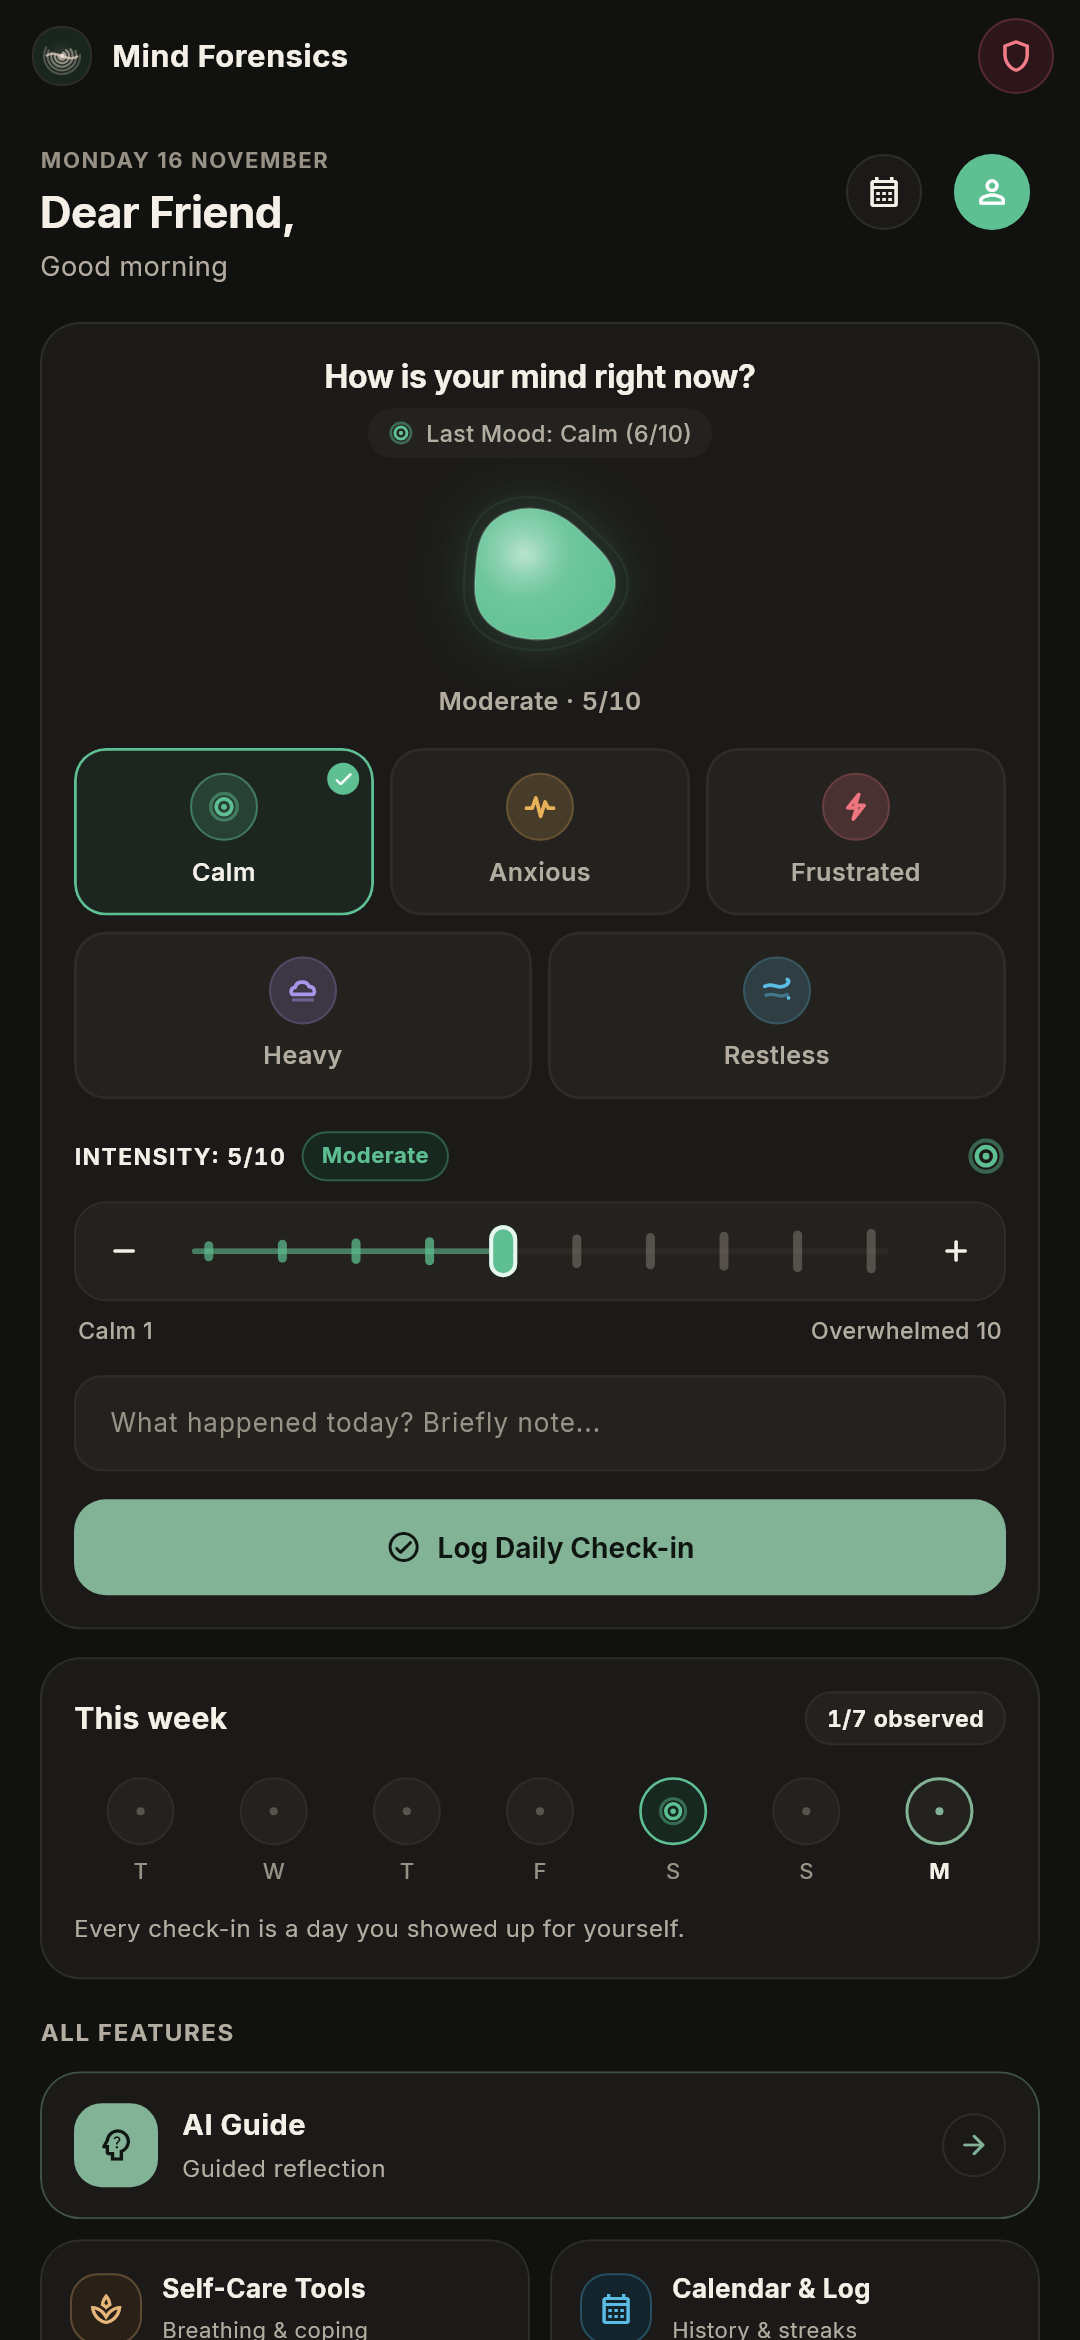 Mind Forensics
MONDAY 16 NOVEMBER
Dear Friend,
Good morning
How is your mind right now?
Last Mood: Calm (6/10)
Moderate · 5/10
Calm
Anxious
Frustrated
Heavy
Restless
INTENSITY: 5/10
Moderate
Calm 1
Overwhelmed 10
What happened today? Briefly note...
Log Daily Check-in
This week
1/7 observed
T W T F S S M
Every check-in is a day you showed up for yourself.
ALL FEATURES
AI Guide
Guided reflection
Self-Care Tools
Breathing & coping
Calendar & Log
History & streaks